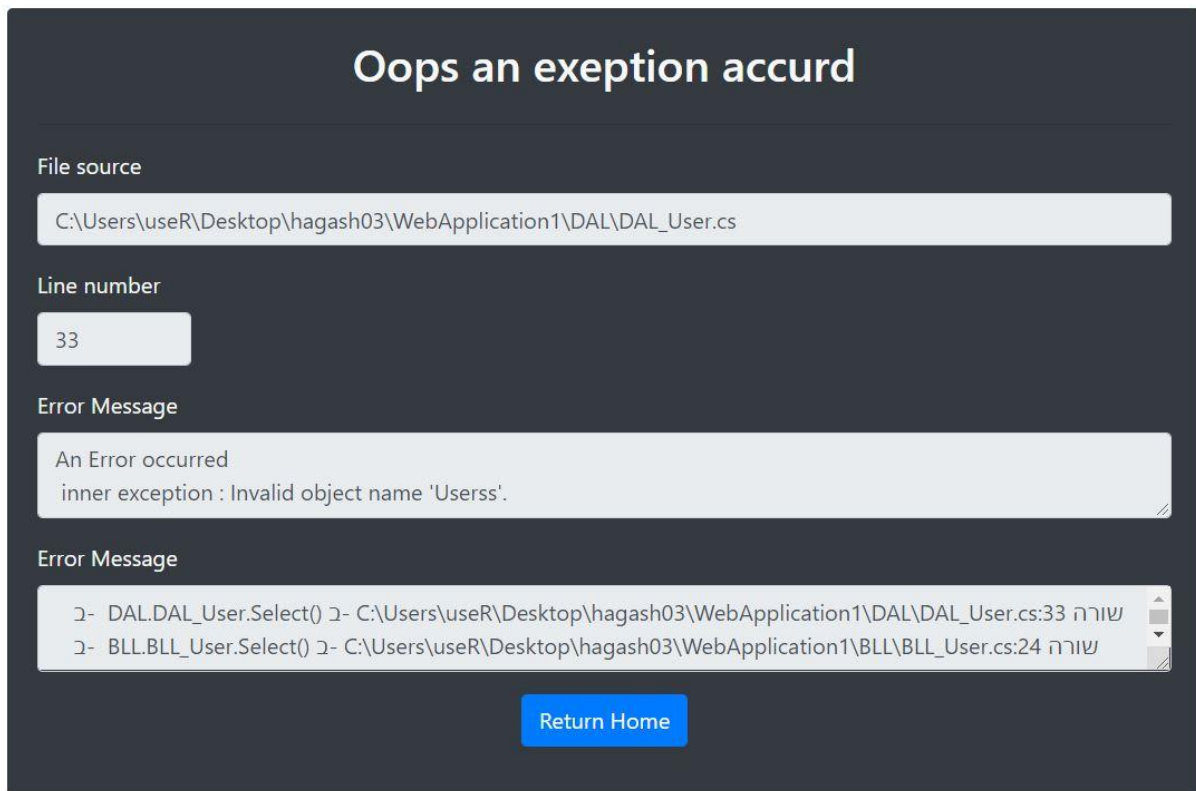 Oops an exeption accurd
File source
C:\Users\useR\Desktop\hagash03\WebApplication1\DAL\DAL_User.cs
Line number
33
Error Message
An Error occurred
inner exception : Invalid object name 'Userss'.
Error Message
ב- DAL.DAL_User.Select() ב- C:\Users\useR\Desktop\hagash03\WebApplication1\DAL\DAL_User.cs:שורה 33
ב- BLL.BLL_User.Select() ב- C:\Users\useR\Desktop\hagash03\WebApplication1\BLL\BLL_User.cs:שורה 24
Return Home